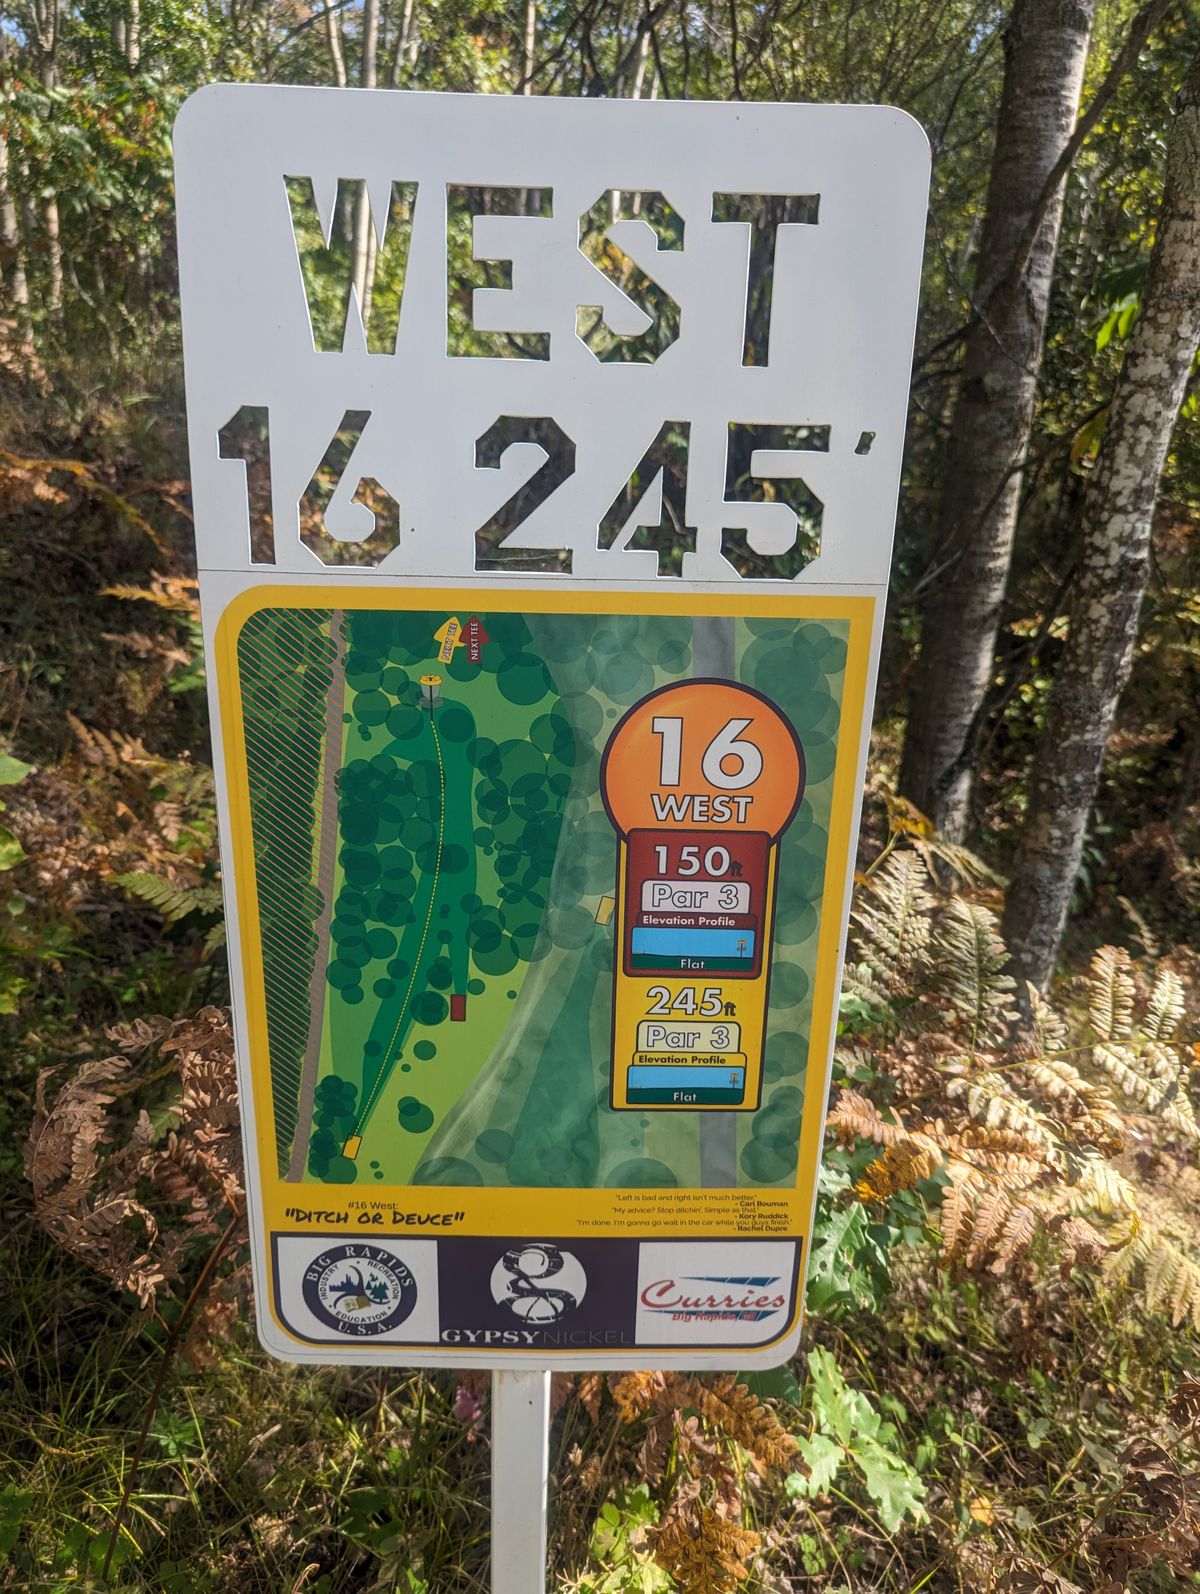 WEST
16 245'
NEXT TEE
16
WEST
150ft
Par 3
Elevation Profile
Flat
245ft
Par 3
Elevation Profile
Flat
#16 West:
"DITCH OR DEUCE"
"Left is bad and right isn't much better."
- Carl Bouman
"My advice? Stop ditchin'. Simple as that."
- Kory Ruddick
"I'm done. I'm gonna go wait in the car while you guys finish."
- Rachel Dupre
BIG RAPIDS
INDUSTRY RECREATION
EDUCATION
U.S.A.
GYPSYNICKEL
Curries
Big Rapids, MI